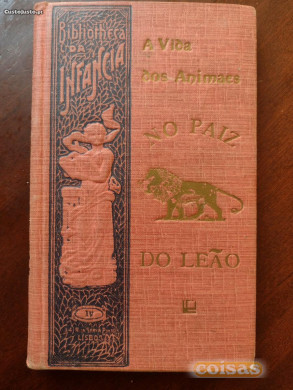 CustoJusto.pt
Bibliotheca
DA
INFANCIA
A Vida
dos Animaes
NO PAIZ
DO LEÃO
IV
LISBOA
coisas